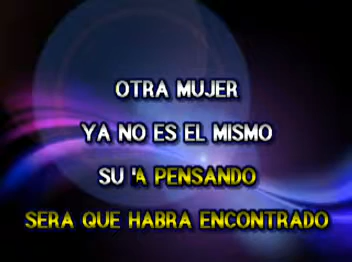 OTRA MUJER
YA NO ES EL MISMO
SU 'A PENSANDO
SERA QUE HABRA ENCONTRADO